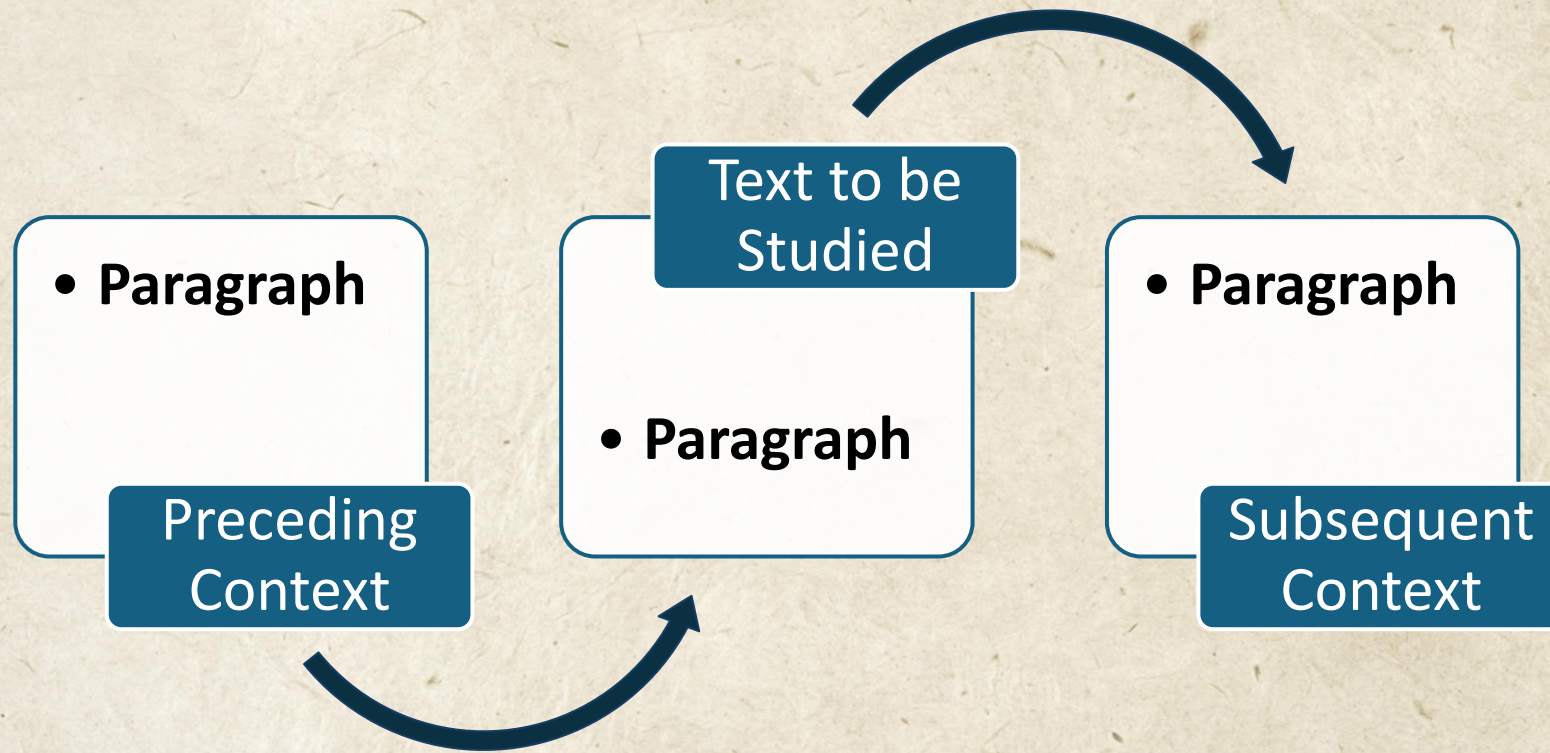 • Paragraph
Preceding
Context
Text to be
Studied
• Paragraph
• Paragraph
Subsequent
Context